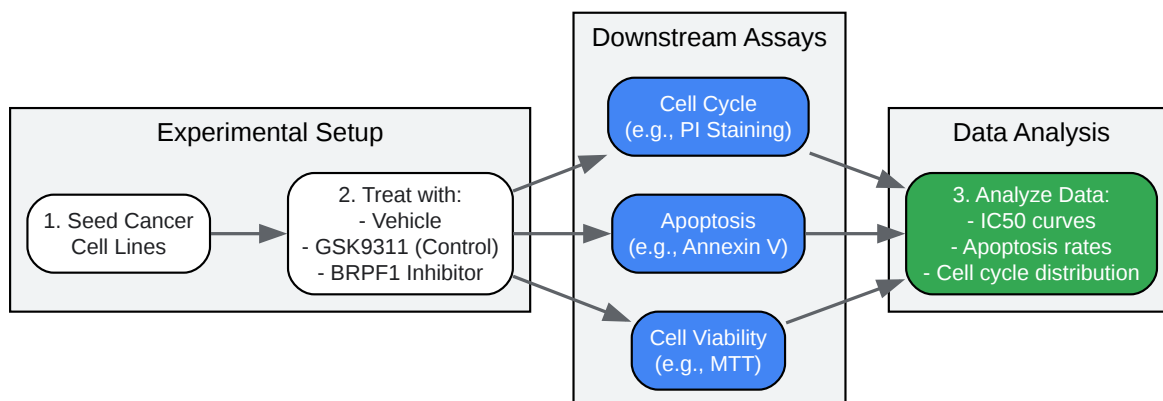 Experimental Setup
1. Seed Cancer
Cell Lines
2. Treat with:
- Vehicle
- GSK9311 (Control)
- BRPF1 Inhibitor
Downstream Assays
Cell Cycle
(e.g., PI Staining)
Apoptosis
(e.g., Annexin V)
Cell Viability
(e.g., MTT)
Data Analysis
3. Analyze Data:
- IC50 curves
- Apoptosis rates
- Cell cycle distribution